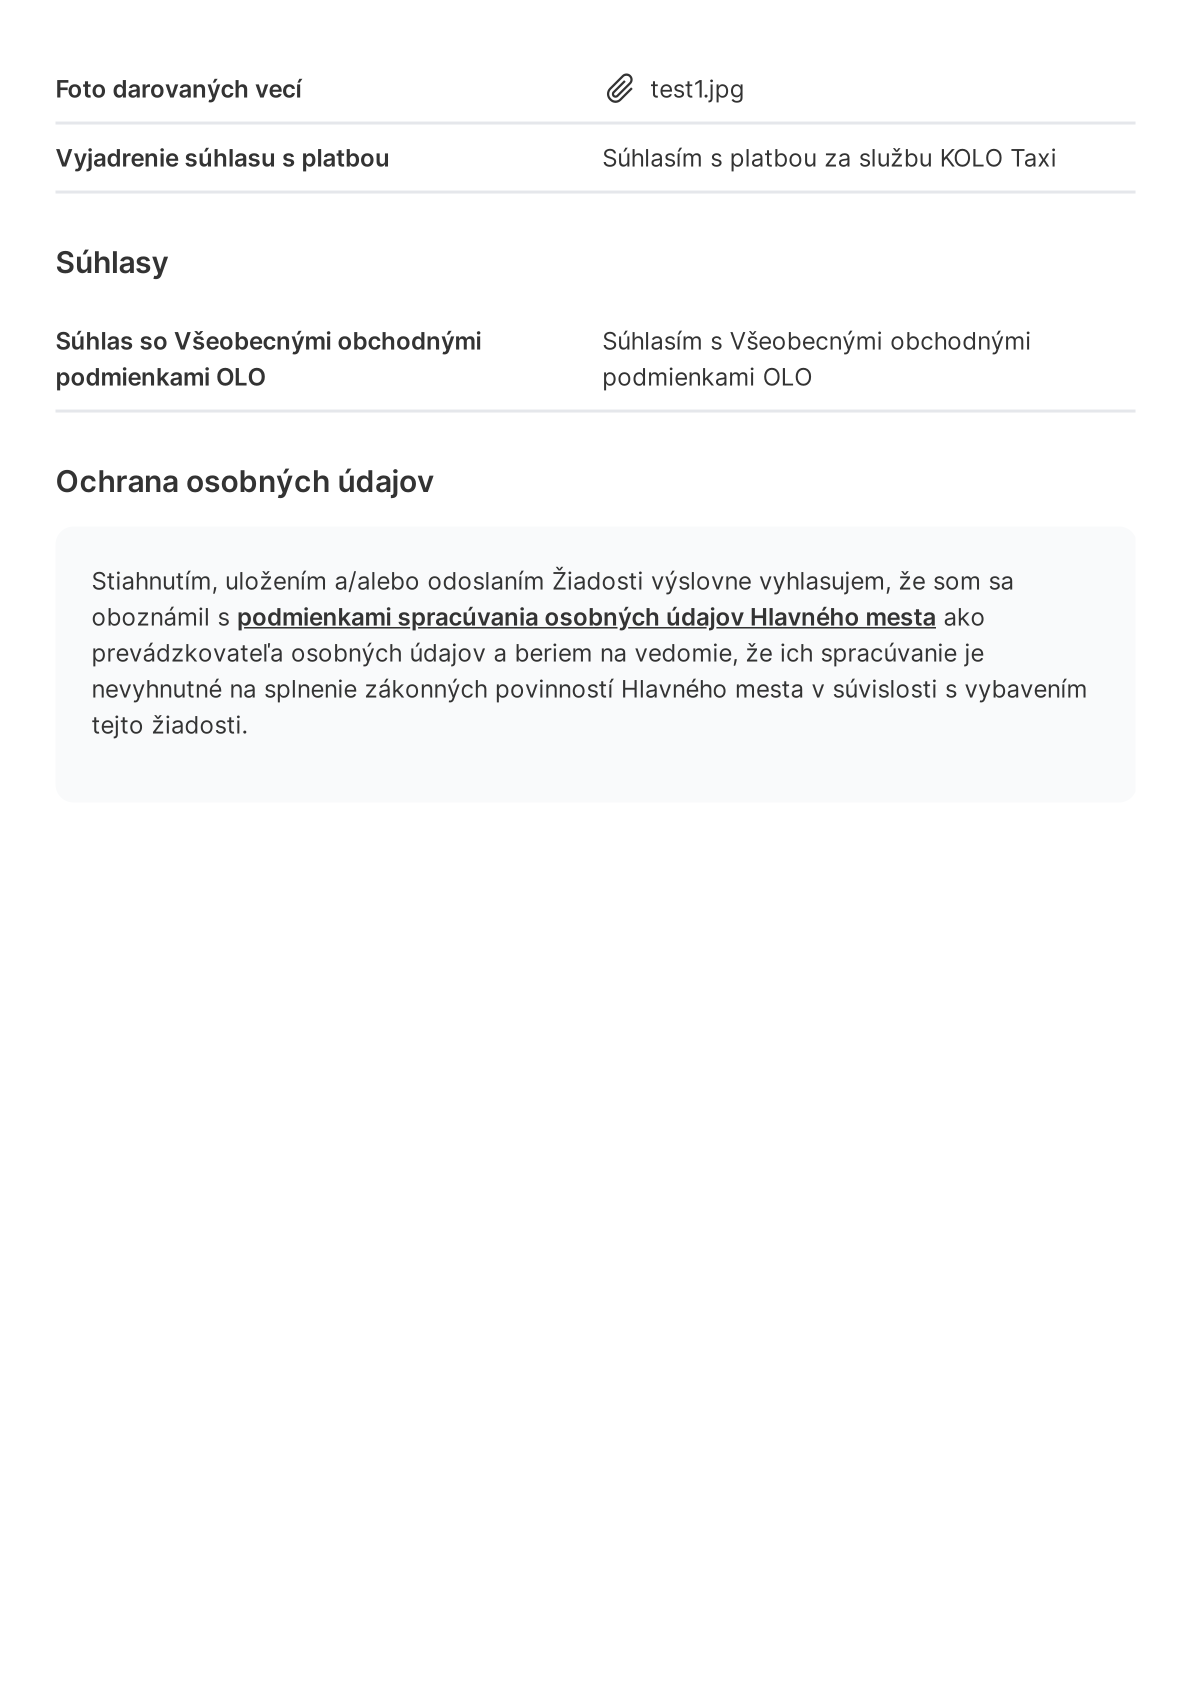 Foto darovaných vecí test1.jpg
Vyjadrenie súhlasu s platbou Súhlasím s platbou za službu KOLO Taxi
Súhlasy
Súhlas so Všeobecnými obchodnými podmienkami OLO
Súhlasím s Všeobecnými obchodnými podmienkami OLO
Ochrana osobných údajov
Stiahnutím, uložením a/alebo odoslaním Žiadosti výslovne vyhlasujem, že som sa
oboznámil s podmienkami spracúvania osobných údajov Hlavného mesta ako
prevádzkovateľa osobných údajov a beriem na vedomie, že ich spracúvanie je
nevyhnutné na splnenie zákonných povinností Hlavného mesta v súvislosti s vybavením
tejto žiadosti.